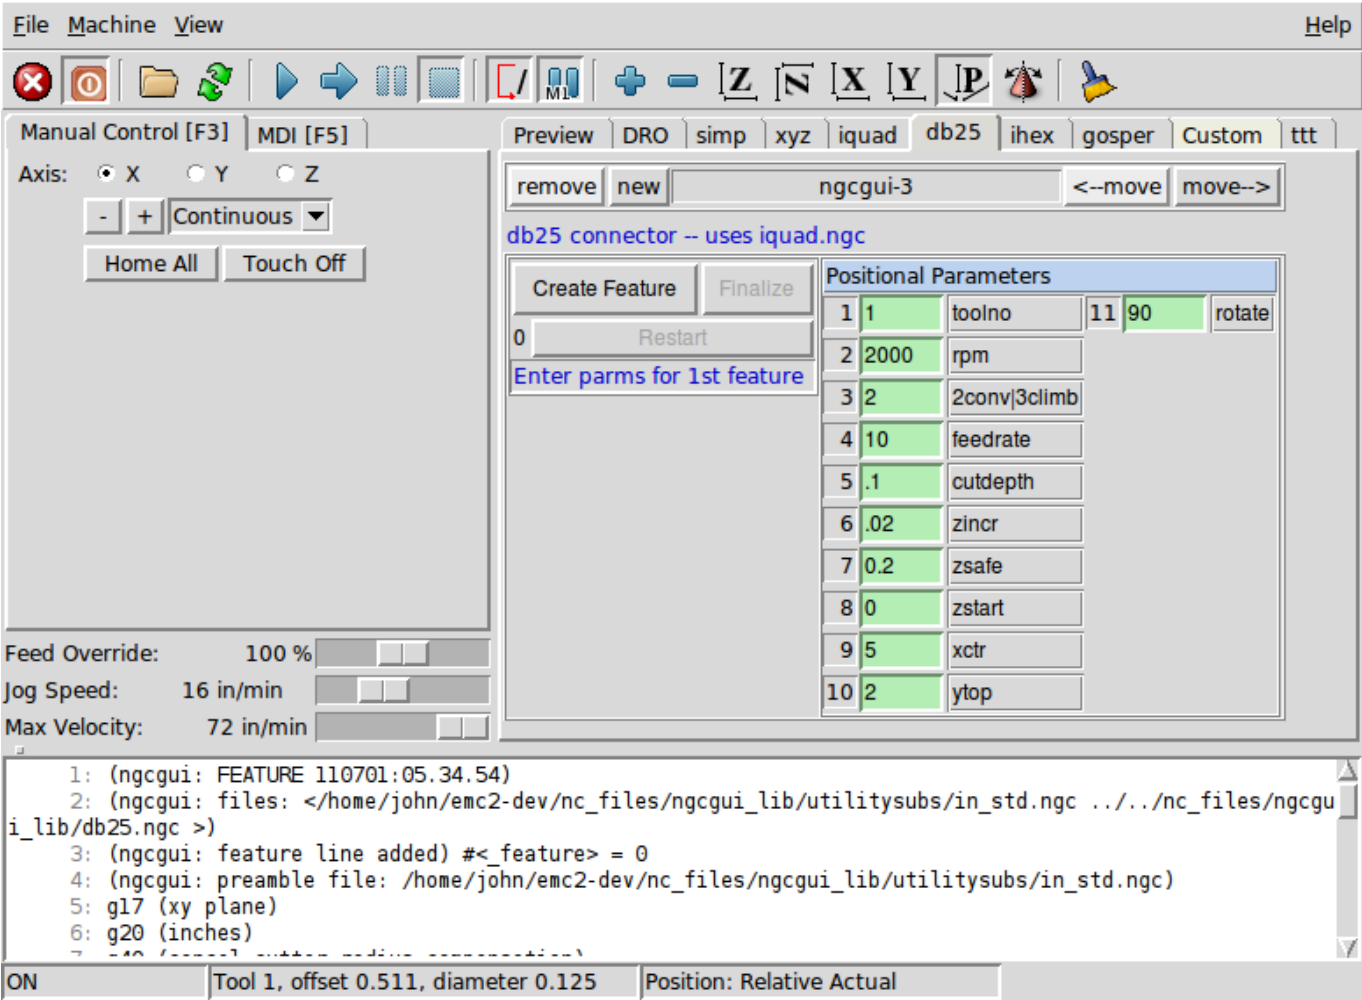 File Machine View Help
M1 Z N X Y P
Manual Control [F3] MDI [F5]
Preview DRO simp xyz iquad db25 ihex gosper Custom ttt
Axis: X Y Z
- + Continuous
Home All Touch Off
remove new ngcgui-3 <--move move-->
db25 connector -- uses iquad.ngc
Create Feature Finalize
0 Restart
Enter parms for 1st feature
Positional Parameters
1 1 toolno 11 90 rotate
2 2000 rpm
3 2 2conv|3climb
4 10 feedrate
5 .1 cutdepth
6 .02 zincr
7 0.2 zsafe
8 0 zstart
9 5 xctr
10 2 ytop
Feed Override: 100 %
Jog Speed: 16 in/min
Max Velocity: 72 in/min
1: (ngcgui: FEATURE 110701:05.34.54)
2: (ngcgui: files: </home/john/emc2-dev/nc_files/ngcgui_lib/utilitysubs/in_std.ngc ../../nc_files/ngcgu
i_lib/db25.ngc >)
3: (ngcgui: feature line added) #<_feature> = 0
4: (ngcgui: preamble file: /home/john/emc2-dev/nc_files/ngcgui_lib/utilitysubs/in_std.ngc)
5: g17 (xy plane)
6: g20 (inches)
ON Tool 1, offset 0.511, diameter 0.125 Position: Relative Actual